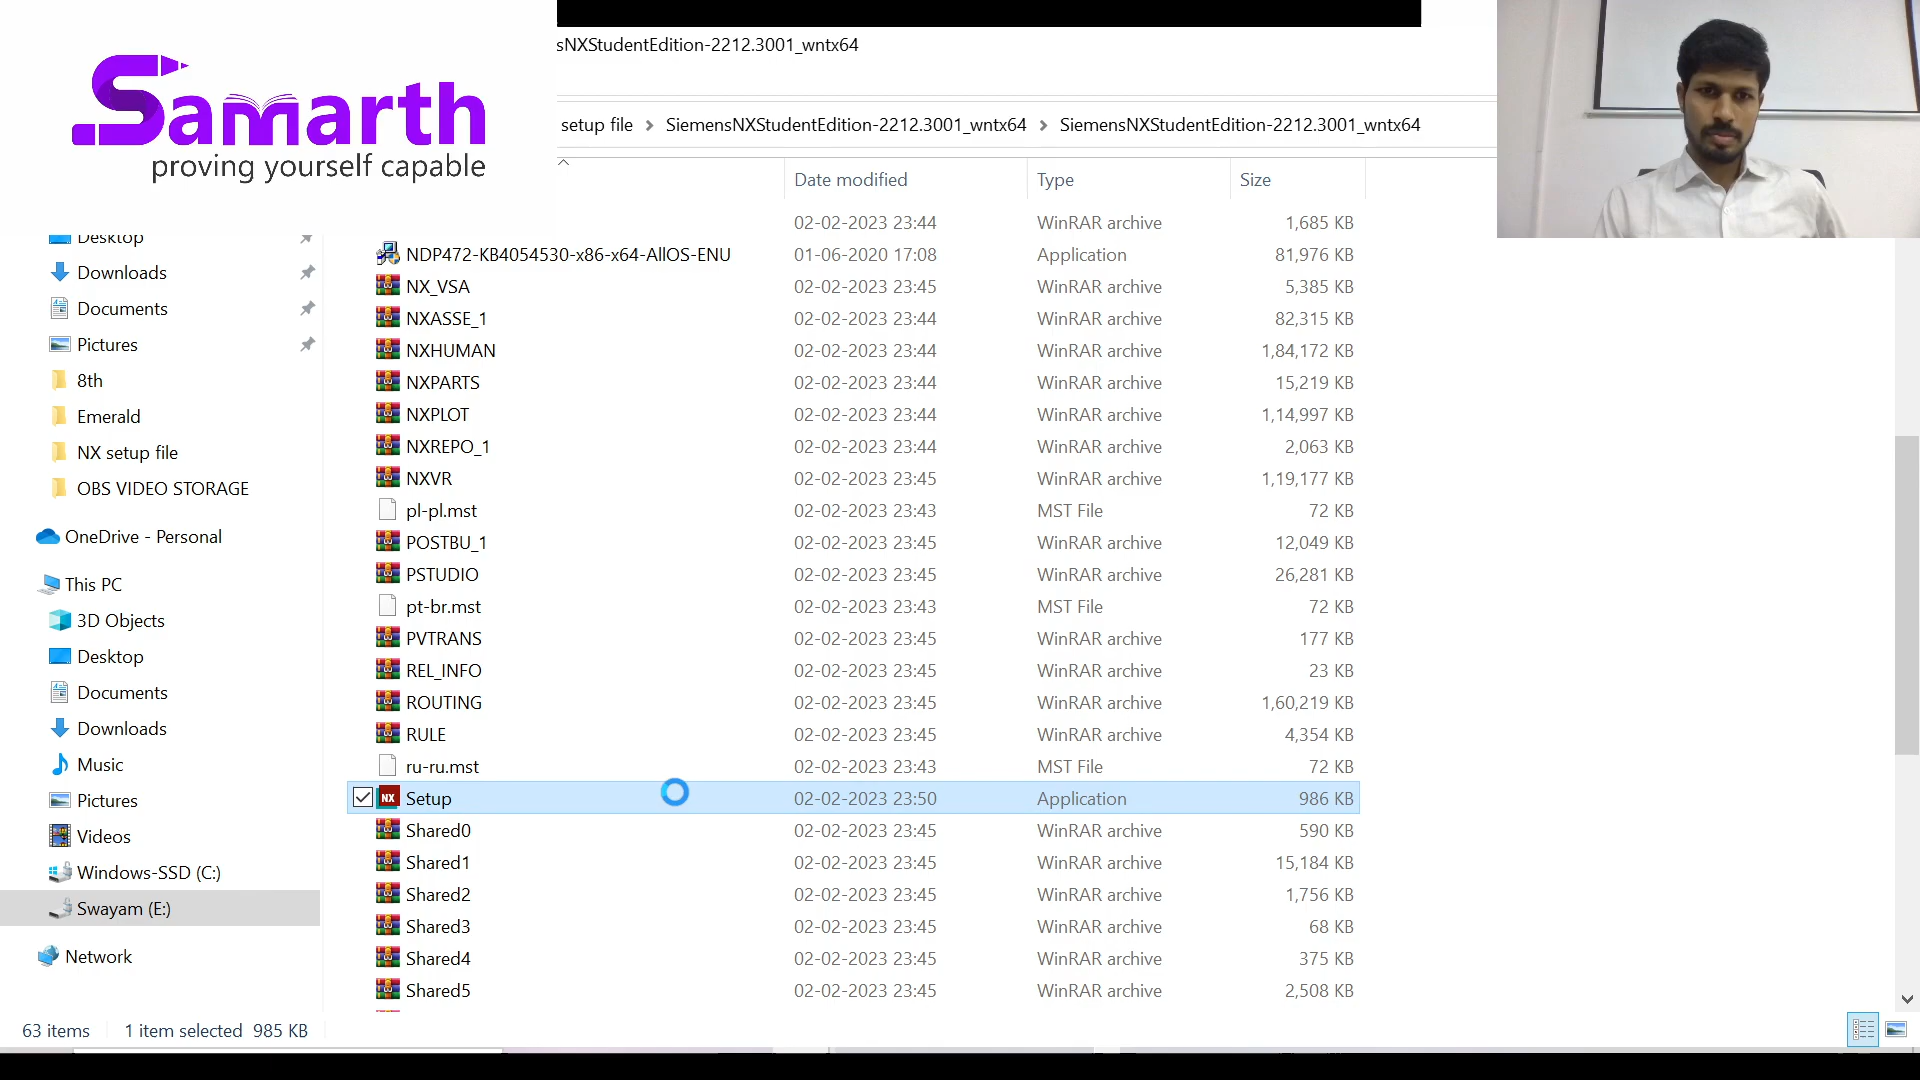 Samarth
proving yourself capable
sNXStudentEdition-2212.3001_wntx64
setup file > SiemensNXStudentEdition-2212.3001_wntx64 > SiemensNXStudentEdition-2212.3001_wntx64
Date modified Type Size
02-02-2023 23:44 WinRAR archive 1,685 KB
NDP472-KB4054530-x86-x64-AllOS-ENU 01-06-2020 17:08 Application 81,976 KB
NX_VSA 02-02-2023 23:45 WinRAR archive 5,385 KB
NXASSE_1 02-02-2023 23:44 WinRAR archive 82,315 KB
NXHUMAN 02-02-2023 23:44 WinRAR archive 1,84,172 KB
NXPARTS 02-02-2023 23:44 WinRAR archive 15,219 KB
NXPLOT 02-02-2023 23:44 WinRAR archive 1,14,997 KB
NXREPO_1 02-02-2023 23:44 WinRAR archive 2,063 KB
NXVR 02-02-2023 23:45 WinRAR archive 1,19,177 KB
pl-pl.mst 02-02-2023 23:43 MST File 72 KB
POSTBU_1 02-02-2023 23:45 WinRAR archive 12,049 KB
PSTUDIO 02-02-2023 23:45 WinRAR archive 26,281 KB
pt-br.mst 02-02-2023 23:43 MST File 72 KB
PVTRANS 02-02-2023 23:45 WinRAR archive 177 KB
REL_INFO 02-02-2023 23:45 WinRAR archive 23 KB
ROUTING 02-02-2023 23:45 WinRAR archive 1,60,219 KB
RULE 02-02-2023 23:45 WinRAR archive 4,354 KB
ru-ru.mst 02-02-2023 23:43 MST File 72 KB
NX Setup 02-02-2023 23:50 Application 986 KB
Shared0 02-02-2023 23:45 WinRAR archive 590 KB
Shared1 02-02-2023 23:45 WinRAR archive 15,184 KB
Shared2 02-02-2023 23:45 WinRAR archive 1,756 KB
Shared3 02-02-2023 23:45 WinRAR archive 68 KB
Shared4 02-02-2023 23:45 WinRAR archive 375 KB
Shared5 02-02-2023 23:45 WinRAR archive 2,508 KB
Desktop
Downloads
Documents
Pictures
8th
Emerald
NX setup file
OBS VIDEO STORAGE
OneDrive - Personal
This PC
3D Objects
Desktop
Documents
Downloads
Music
Pictures
Videos
Windows-SSD (C:)
Swayam (E:)
Network
63 items 1 item selected 985 KB